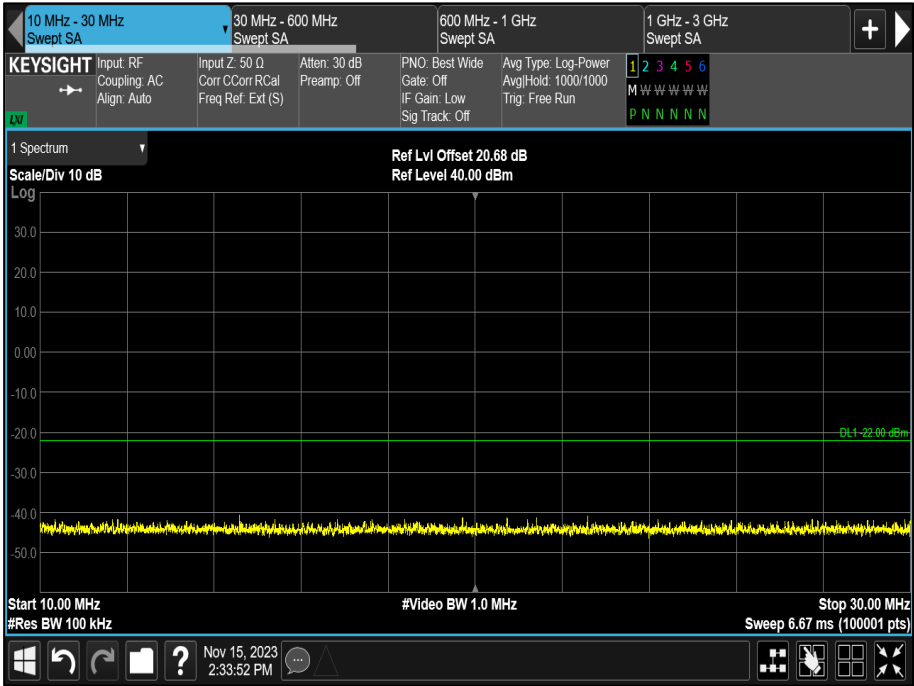 10 MHz - 30 MHz
Swept SA
30 MHz - 600 MHz
Swept SA
600 MHz - 1 GHz
Swept SA
1 GHz - 3 GHz
Swept SA
+
KEYSIGHT
LXI
Input: RF
Coupling: AC
Align: Auto
Input Z: 50 Ω
Corr CCorr RCal
Freq Ref: Ext (S)
Atten: 30 dB
Preamp: Off
PNO: Best Wide
Gate: Off
IF Gain: Low
Sig Track: Off
Avg Type: Log-Power
Avg|Hold: 1000/1000
Trig: Free Run
1 2 3 4 5 6
M W W W W W
P N N N N N
1 Spectrum
Scale/Div 10 dB
Ref Lvl Offset 20.68 dB
Ref Level 40.00 dBm
Log
30.0
20.0
10.0
0.00
-10.0
-20.0
DL1 -22.00 dBm
-30.0
-40.0
-50.0
Start 10.00 MHz
#Video BW 1.0 MHz
Stop 30.00 MHz
#Res BW 100 kHz
Sweep 6.67 ms (100001 pts)
?
Nov 15, 2023
2:33:52 PM